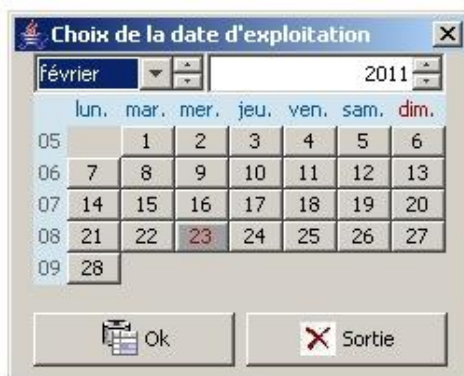 Choix de la date d'exploitation
février 2011
lun. mar. mer. jeu. ven. sam. dim.
05 1 2 3 4 5 6
06 7 8 9 10 11 12 13
07 14 15 16 17 18 19 20
08 21 22 23 24 25 26 27
09 28
Ok Sortie